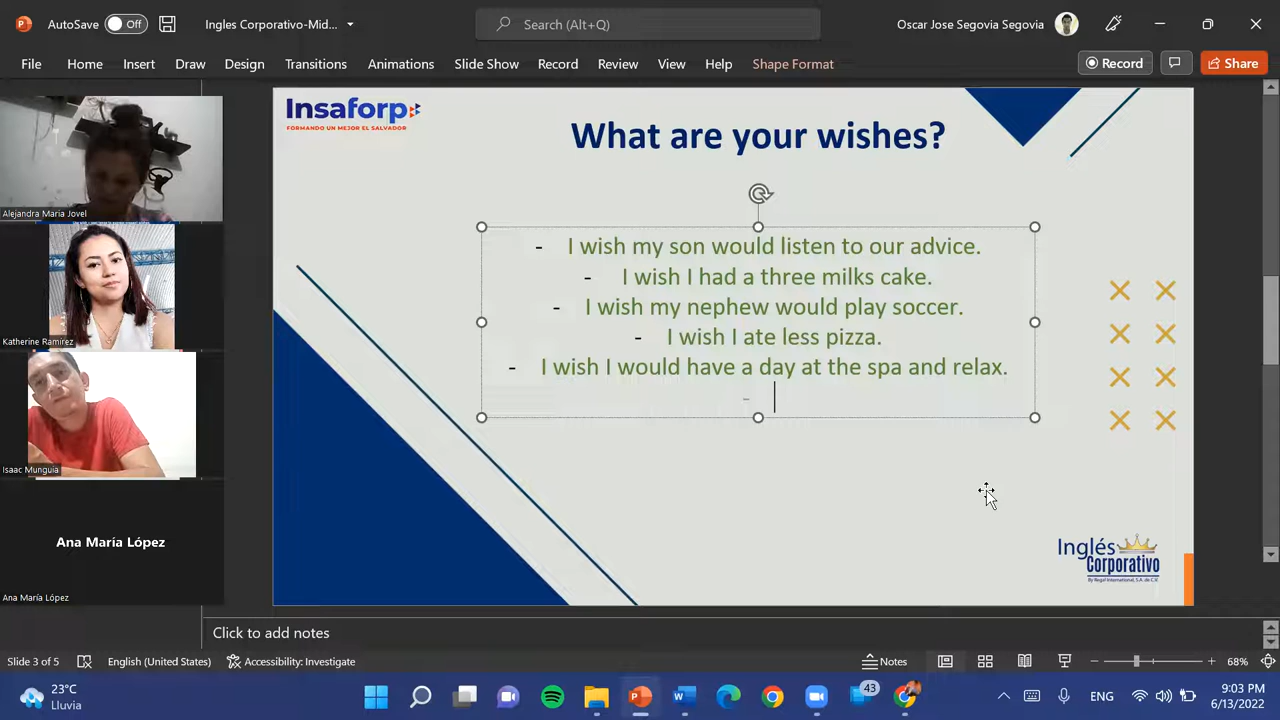 AutoSave Off Ingles Corporativo-Mid... Search (Alt+Q) Oscar Jose Segovia Segovia
File Home Insert Draw Design Transitions Animations Slide Show Record Review View Help Shape Format Record Share
Insaforp
FORMANDO UN MEJOR EL SALVADOR
What are your wishes?
- I wish my son would listen to our advice.
- I wish I had a three milks cake.
- I wish my nephew would play soccer.
- I wish I ate less pizza.
- I wish I would have a day at the spa and relax.
-
Alejandra Maria Jovel
Katherine Ramirez
Isaac Munguia
Ana María López
Ana María López
Inglés
Corporativo
By Regal International, S.A. de C.V.
Click to add notes
Slide 3 of 5 English (United States) Accessibility: Investigate Notes 68%
23°C
Lluvia
43
ENG
9:03 PM
6/13/2022